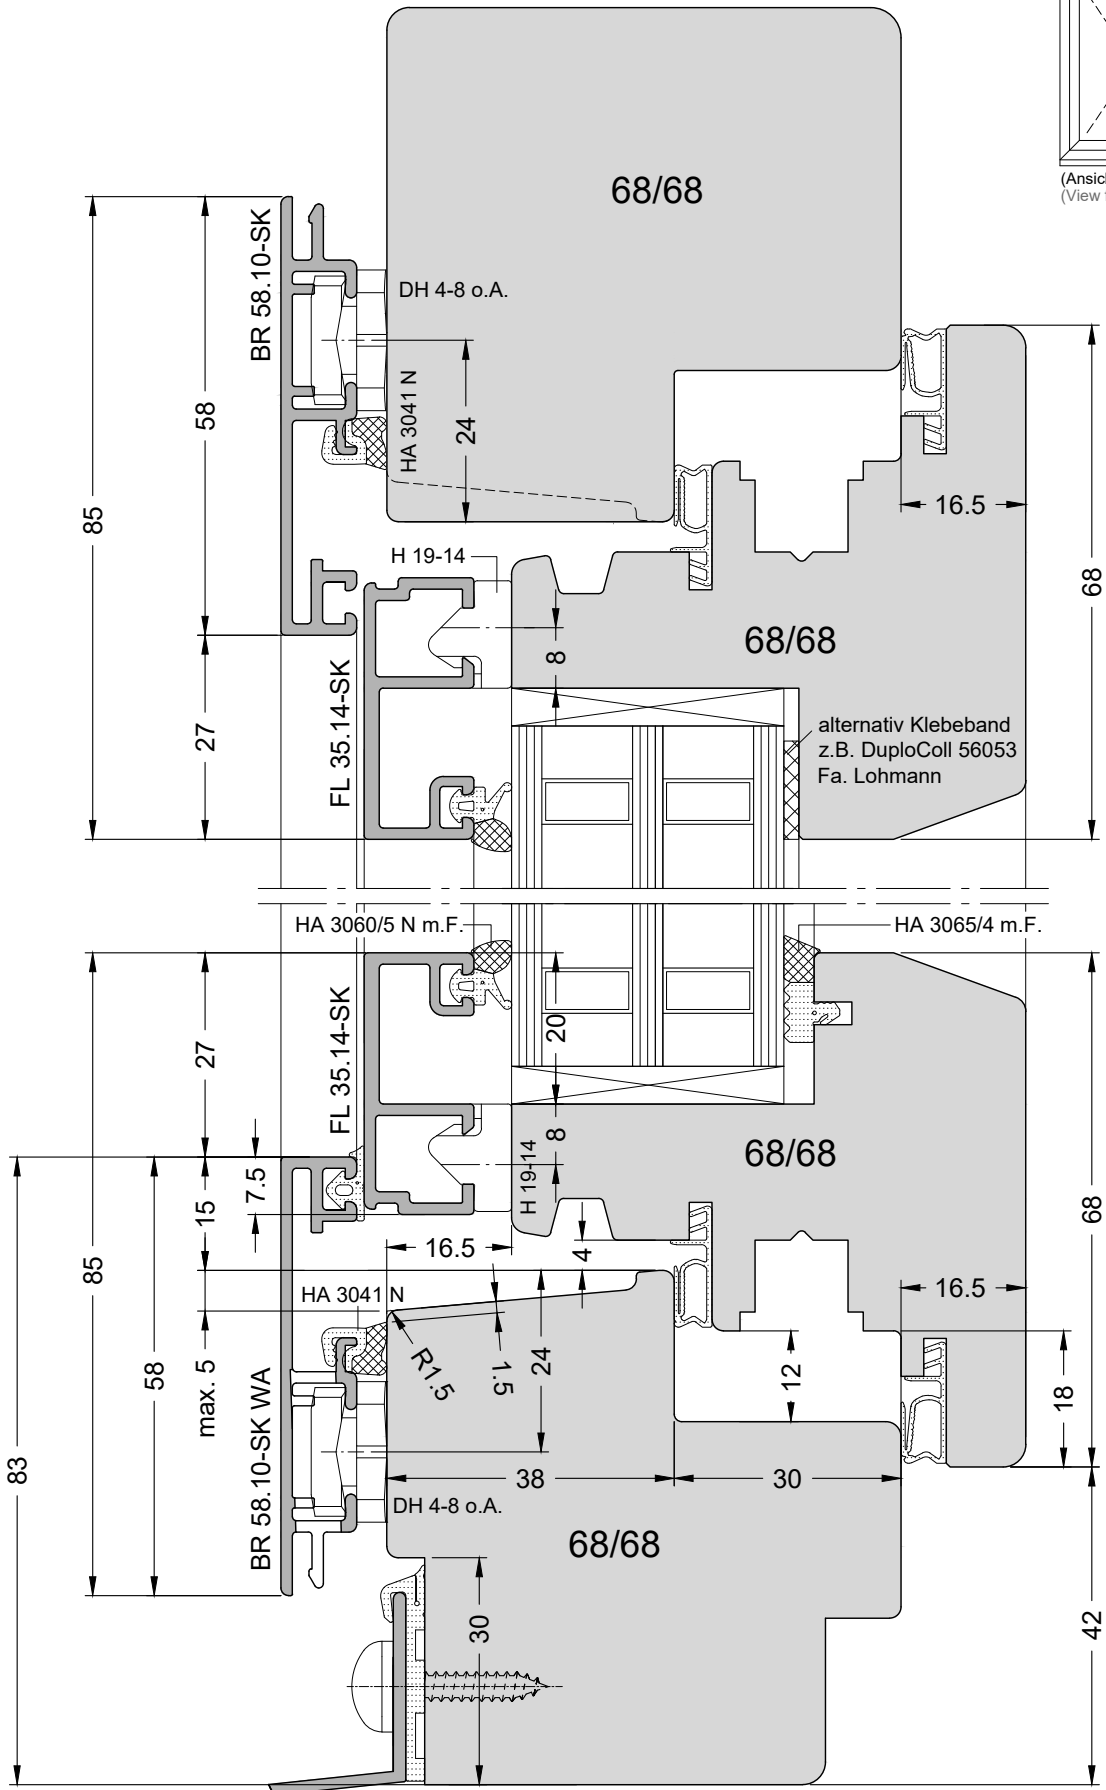 68/68
(Ansic
(View
BR 58.10-SK
DH 4-8 o.A.
HA 3041 N
24
58
85
16.5
68
H 19-14
8
68/68
27
FL 35.14-SK
alternativ Klebeband
z.B. DuploColl 56053
Fa. Lohmann
HA 3060/5 N m.F.
HA 3065/4 m.F.
27
FL 35.14-SK
20
8
68/68
H 19-14
7.5
15
16.5
4
68
85
HA 3041 N
16.5
58
max. 5
R1.5
1.5
24
12
18
83
BR 58.10-SK WA
38
30
DH 4-8 o.A.
68/68
30
42